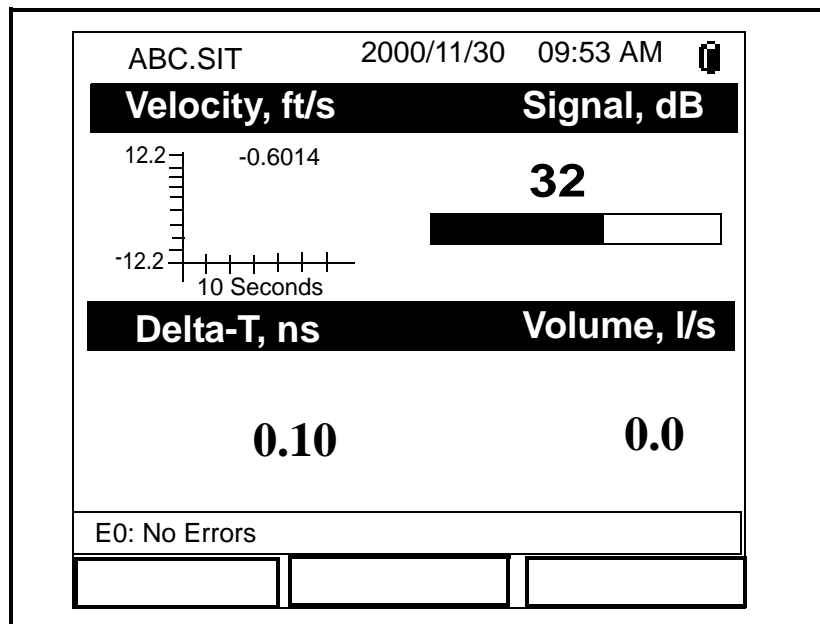 ABC.SIT 2000/11/30 09:53 AM
Velocity, ft/s Signal, dB
12.2 -0.6014
32
-12.2
10 Seconds
Delta-T, ns Volume, l/s
0.10 0.0
E0: No Errors